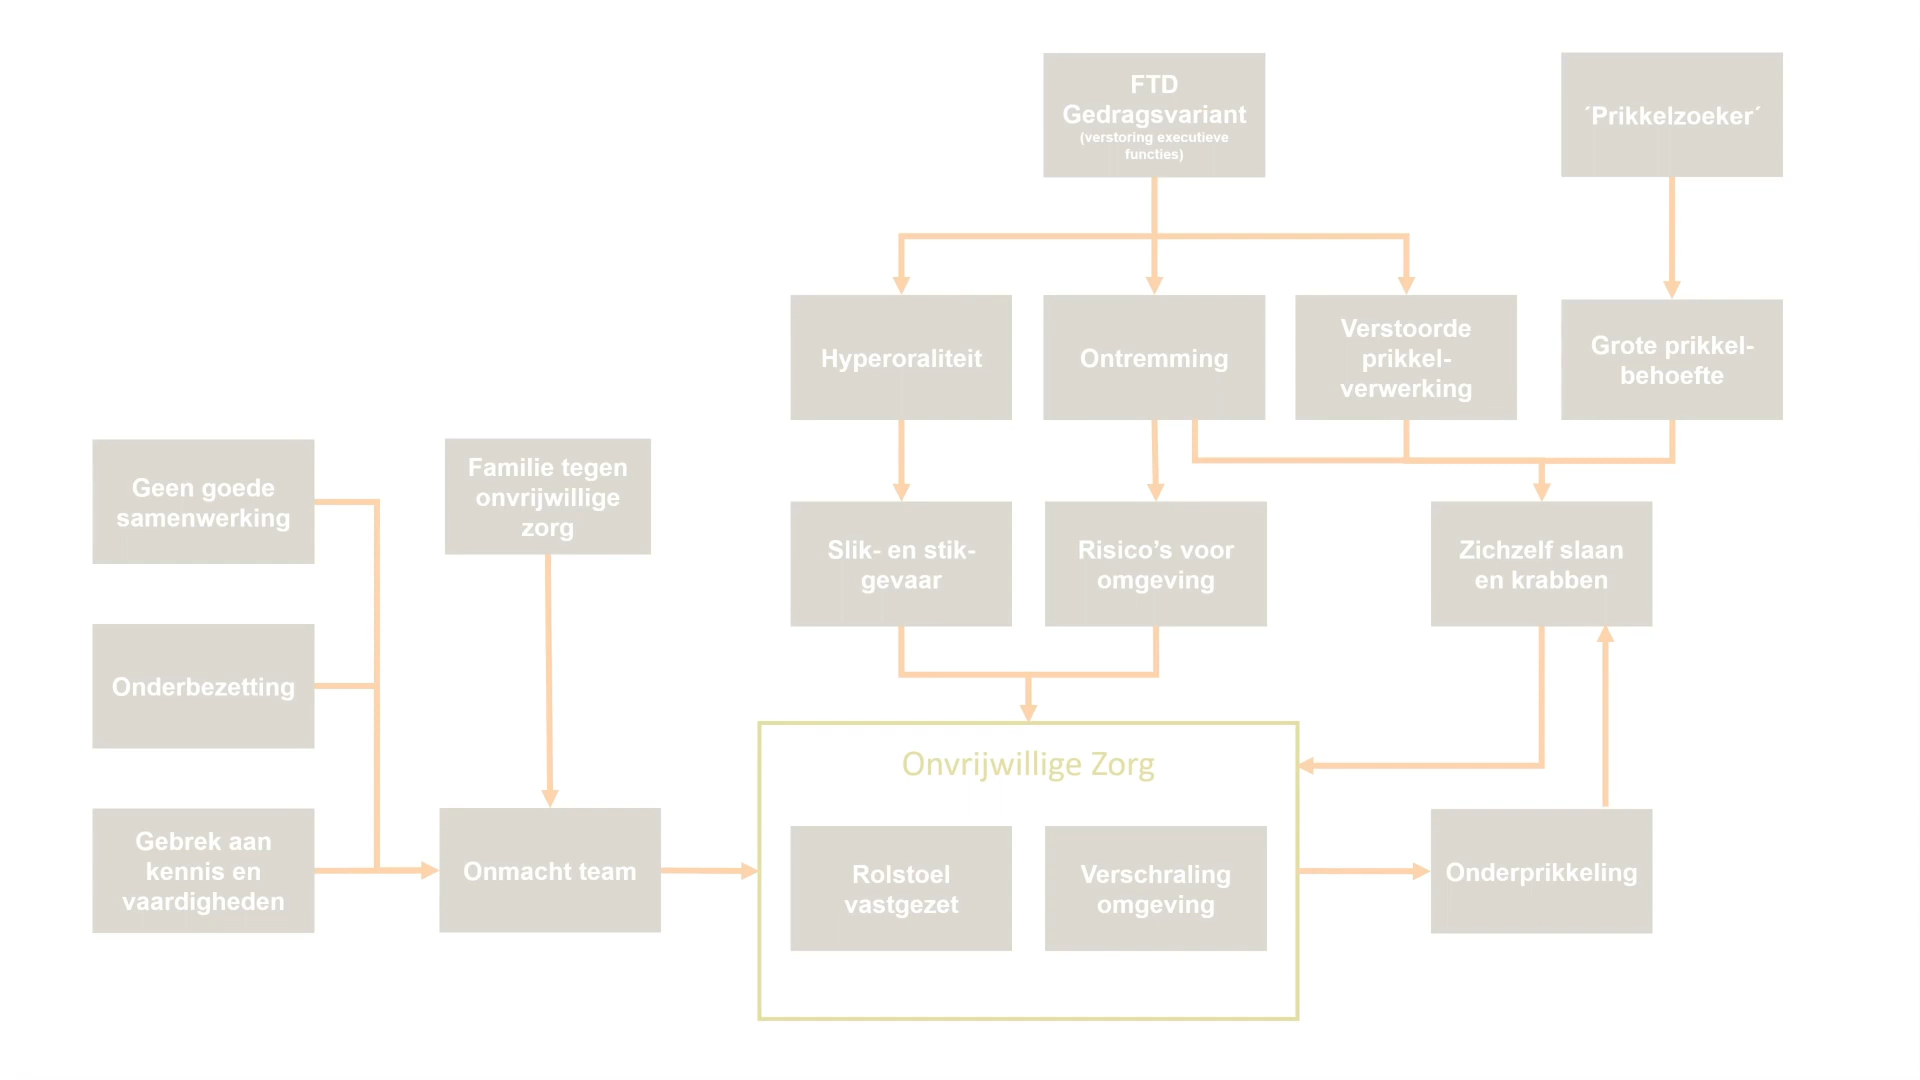 FTD
Gedragsvariant
(verstoring executieve
functies)
´Prikkelzoeker´
Hyperoraliteit
Ontremming
Verstoorde
prikkel-
verwerking
Grote prikkel-
behoefte
Geen goede
samenwerking
Familie tegen
onvrijwillige
zorg
Slik- en stik-
gevaar
Risico’s voor
omgeving
Zichzelf slaan
en krabben
Onderbezetting
Onvrijwillige Zorg
Gebrek aan
kennis en
vaardigheden
Onmacht team
Rolstoel
vastgezet
Verschraling
omgeving
Onderprikkeling